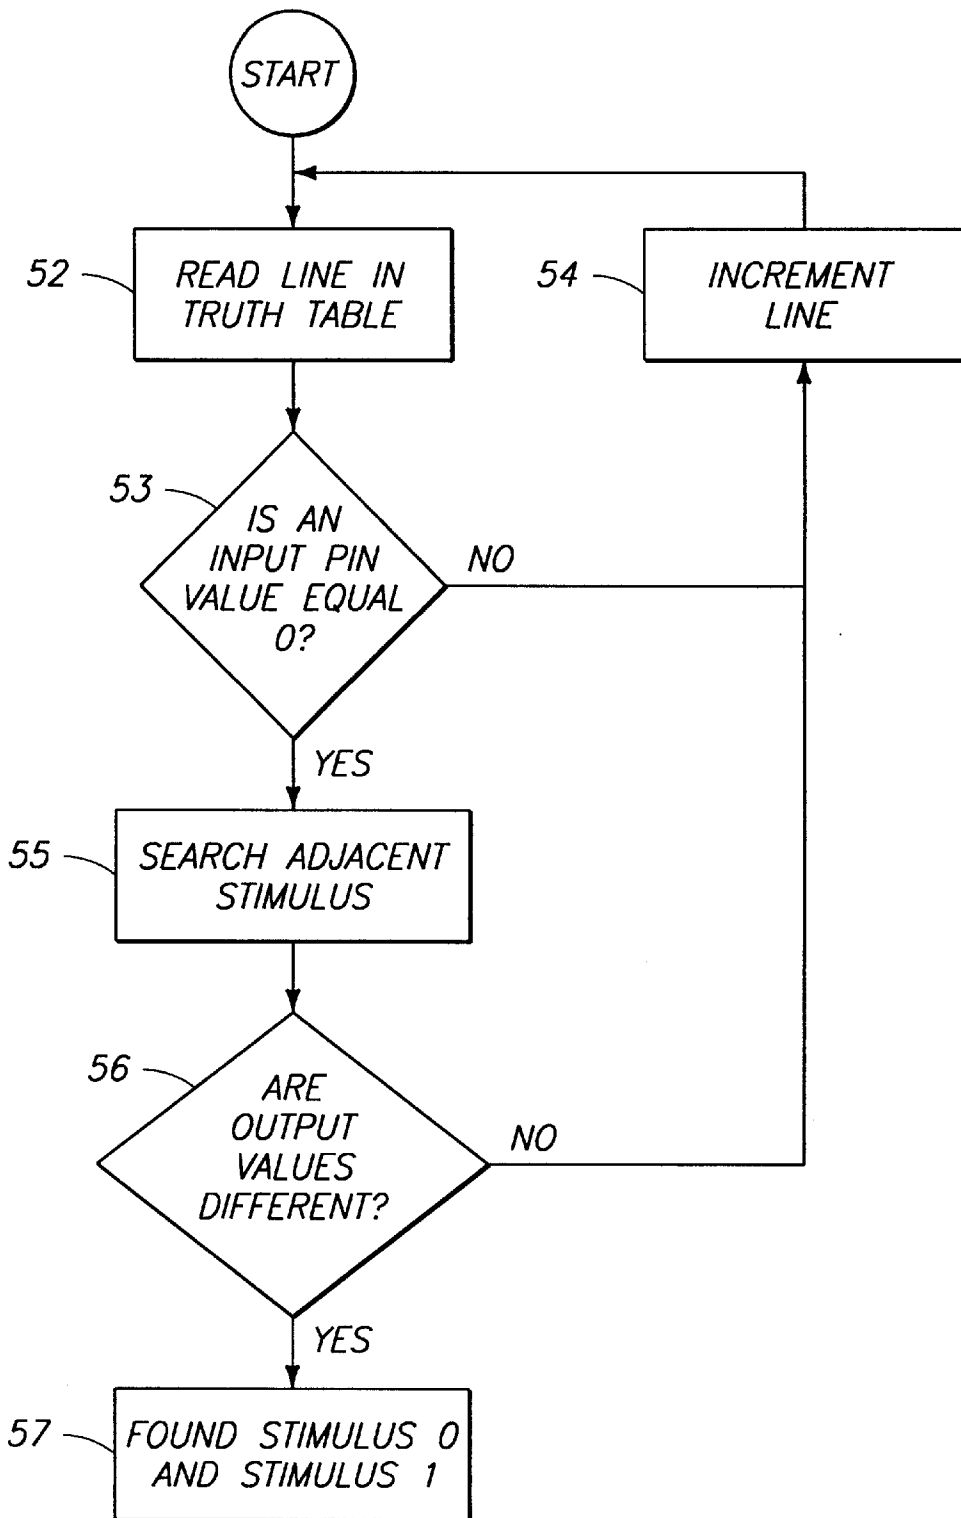 START
52
READ LINE IN
TRUTH TABLE
54
INCREMENT
LINE
53
IS AN
INPUT PIN
VALUE EQUAL
0?
NO
YES
55
SEARCH ADJACENT
STIMULUS
56
ARE
OUTPUT
VALUES
DIFFERENT?
NO
YES
57
FOUND STIMULUS 0
AND STIMULUS 1